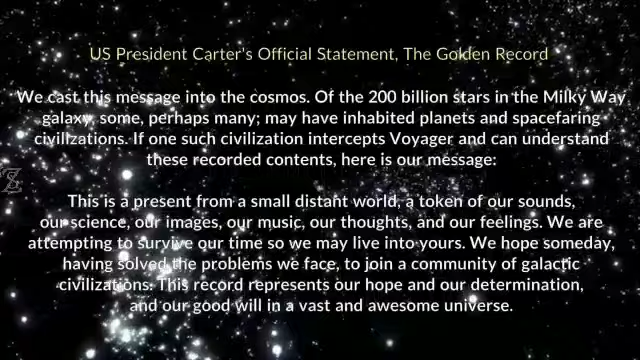 US President Carter's Official Statement, The Golden Record
We cast this message into the cosmos. Of the 200 billion stars in the Milky Way
galaxy, some, perhaps many; may have inhabited planets and spacefaring
civilizations. If one such civilization intercepts Voyager and can understand
these recorded contents, here is our message:
This is a present from a small distant world, a token of our sounds,
our science, our images, our music, our thoughts, and our feelings. We are
attempting to survive our time so we may live into yours. We hope someday,
having solved the problems we face, to join a community of galactic
civilizations. This record represents our hope and our determination,
and our good will in a vast and awesome universe.